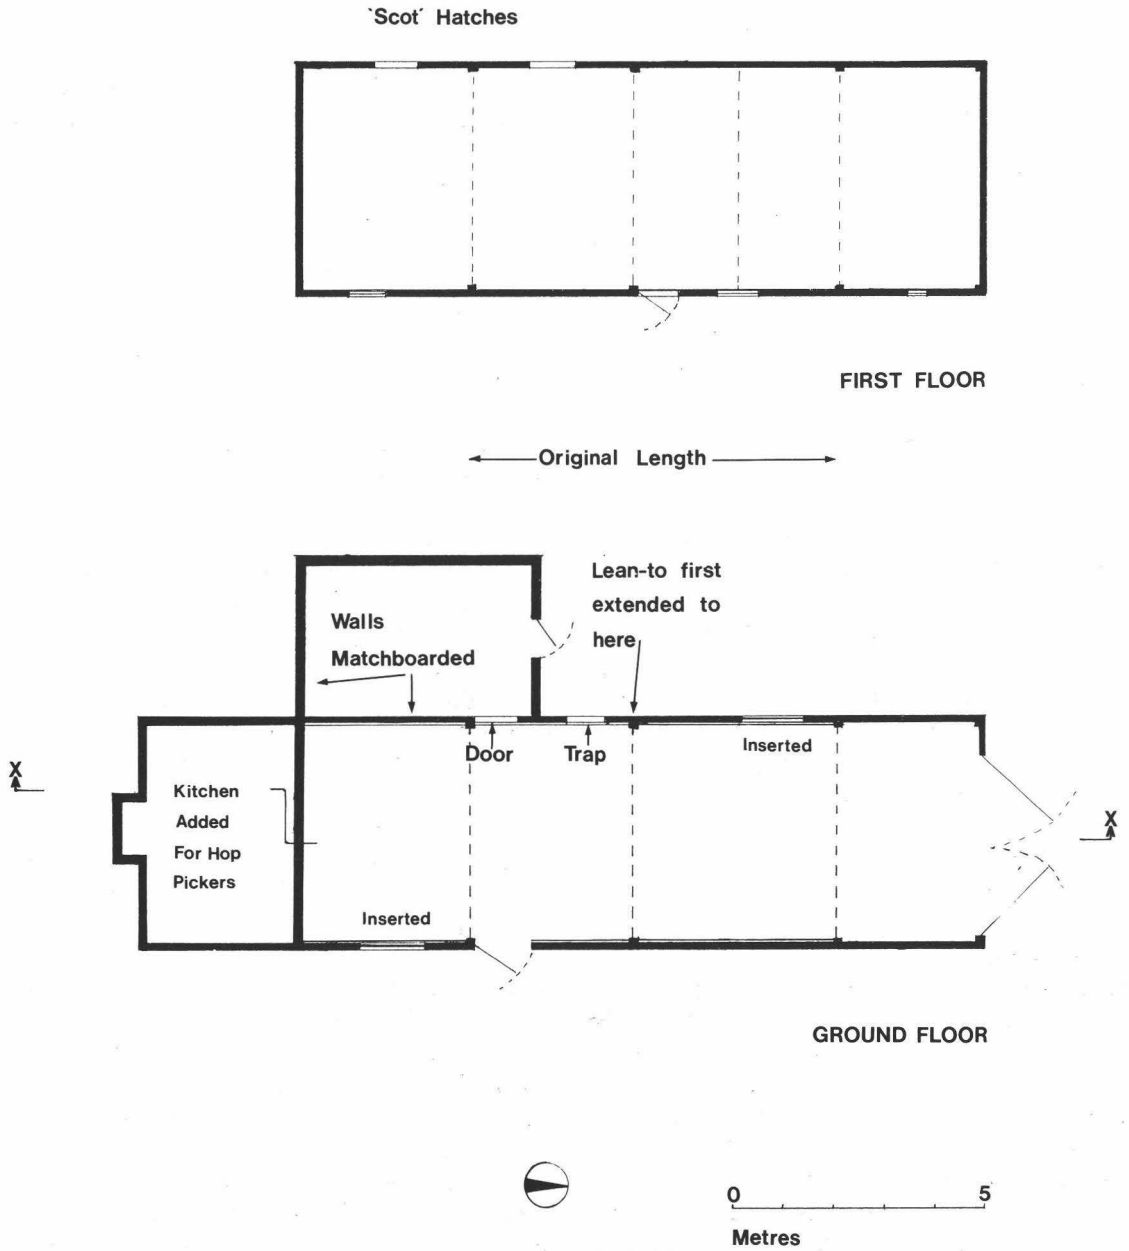 `Scot´ Hatches
FIRST FLOOR
Original Length
Lean-to first
extended to
here
Walls
Matchboarded
Door
Trap
Inserted
X
Kitchen
Added
For Hop
Pickers
X
Inserted
GROUND FLOOR
0 5
Metres